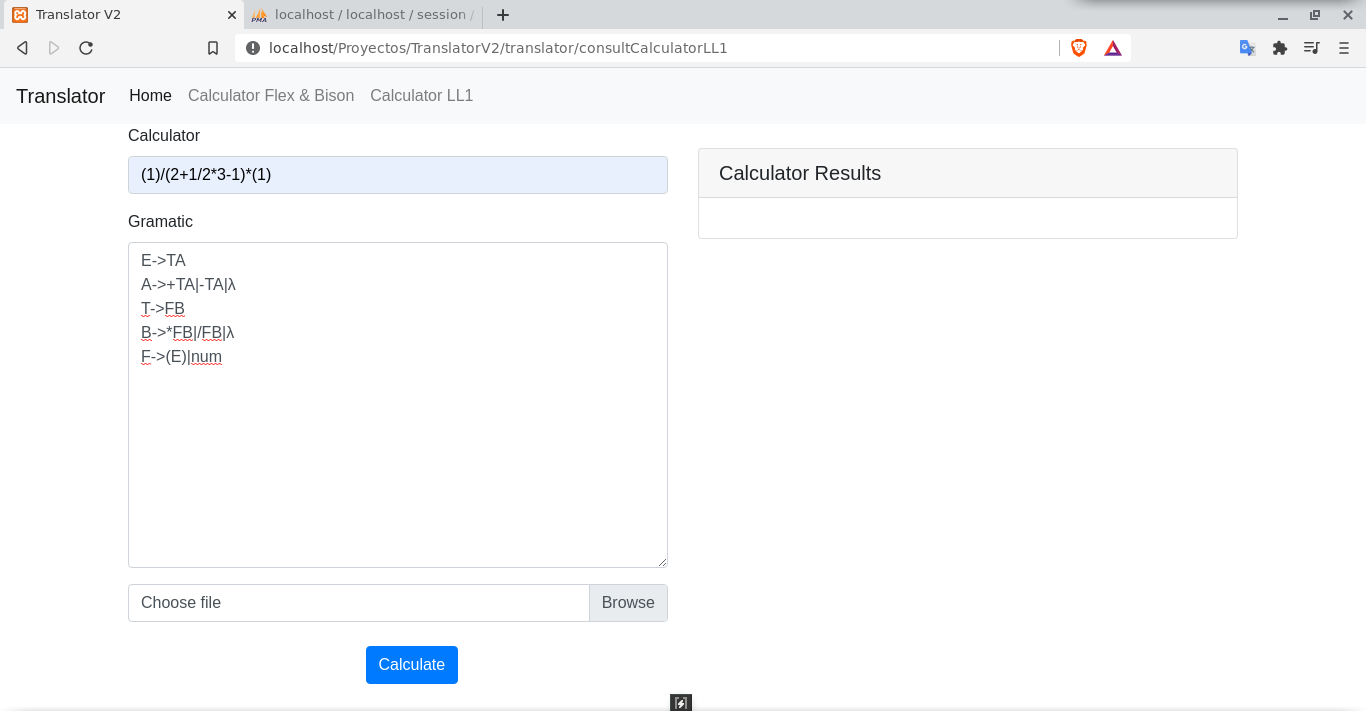 Translator V2
localhost / localhost / session /
localhost/Proyectos/TranslatorV2/translator/consultCalculatorLL1
Translator Home Calculator Flex & Bison Calculator LL1
Calculator
(1)/(2+1/2*3-1)*(1)
Gramatic
E->TA
A->+TA|-TA|λ
T->FB
B->*FB|/FB|λ
F->(E)|num
Choose file Browse
Calculate
Calculator Results